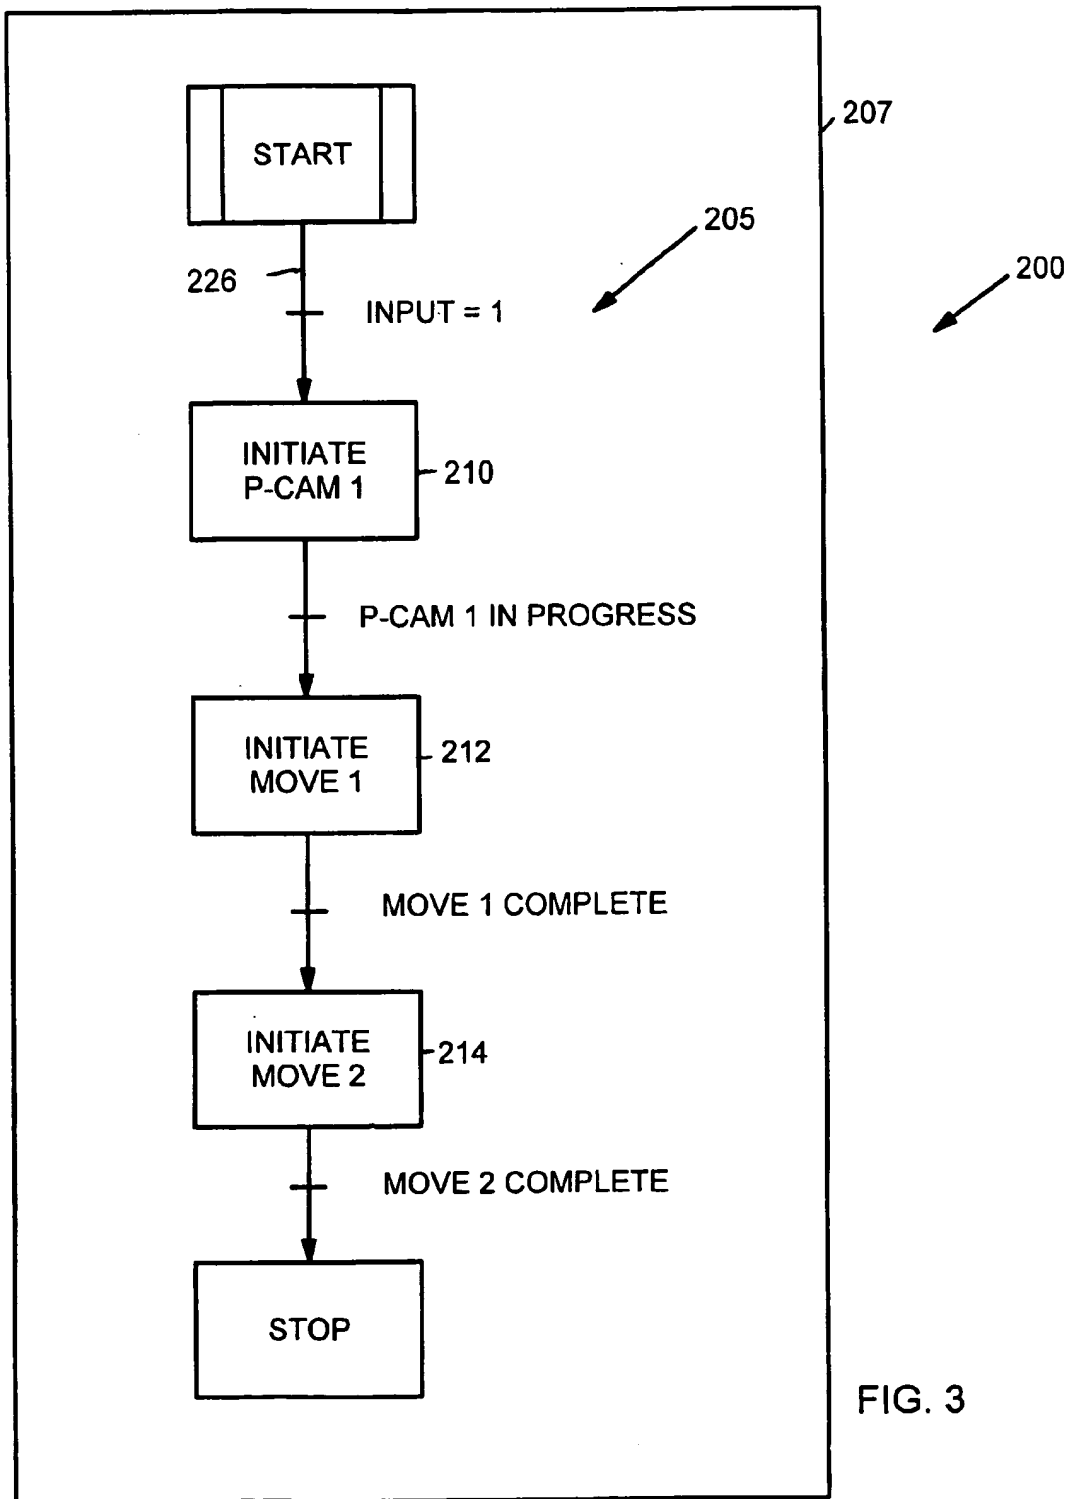 START
207
205
200
226
INPUT = 1
INITIATE
P-CAM 1
210
P-CAM 1 IN PROGRESS
INITIATE
MOVE 1
212
MOVE 1 COMPLETE
INITIATE
MOVE 2
214
MOVE 2 COMPLETE
STOP
FIG. 3